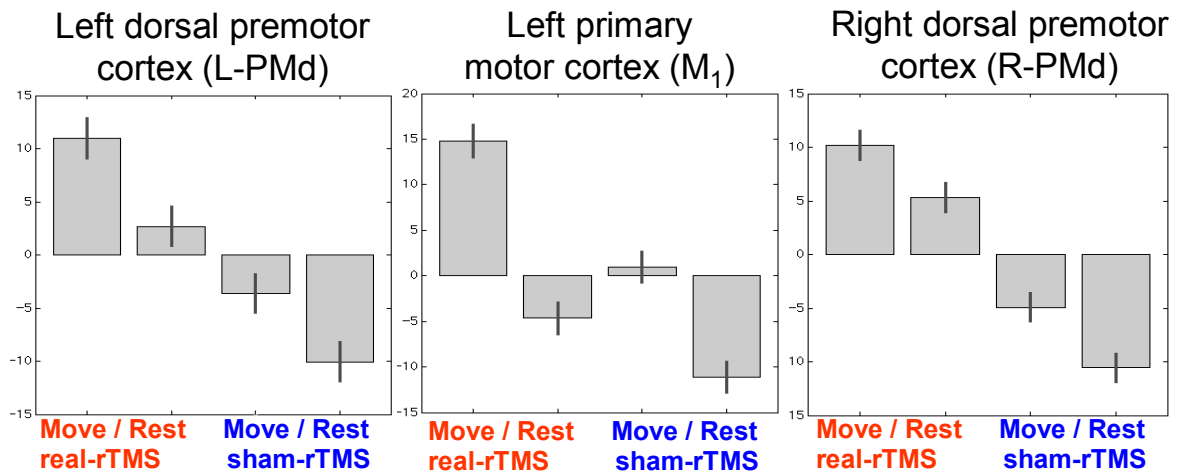 Left dorsal premotor
cortex (L-PMd)
15
10
5
0
-5
-10
-15
Move / Rest
real-rTMS
Move / Rest
sham-rTMS
Left primary
motor cortex (M₁)
20
15
10
5
0
-5
-10
-15
Move / Rest
real-rTMS
Move / Rest
sham-rTMS
Right dorsal premotor
cortex (R-PMd)
15
10
5
0
-5
10
15
Move / Rest
real-rTMS
Move / Rest
sham-rTMS